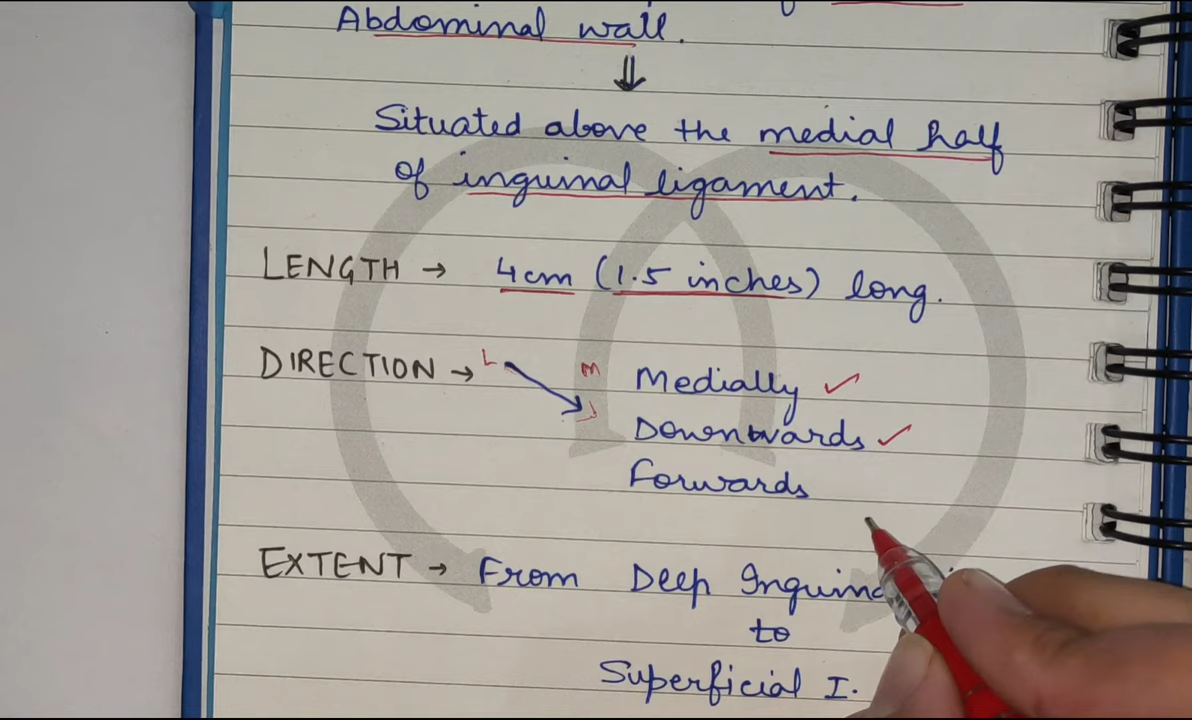 Abdominal wall.
⇓
Situated above the medial half
of inguinal ligament.
LENGTH → 4cm (1.5 inches) long.
DIRECTION → L M Medially ✓
Downwards ✓
Forwards
EXTENT → From Deep
to
Superficial I.